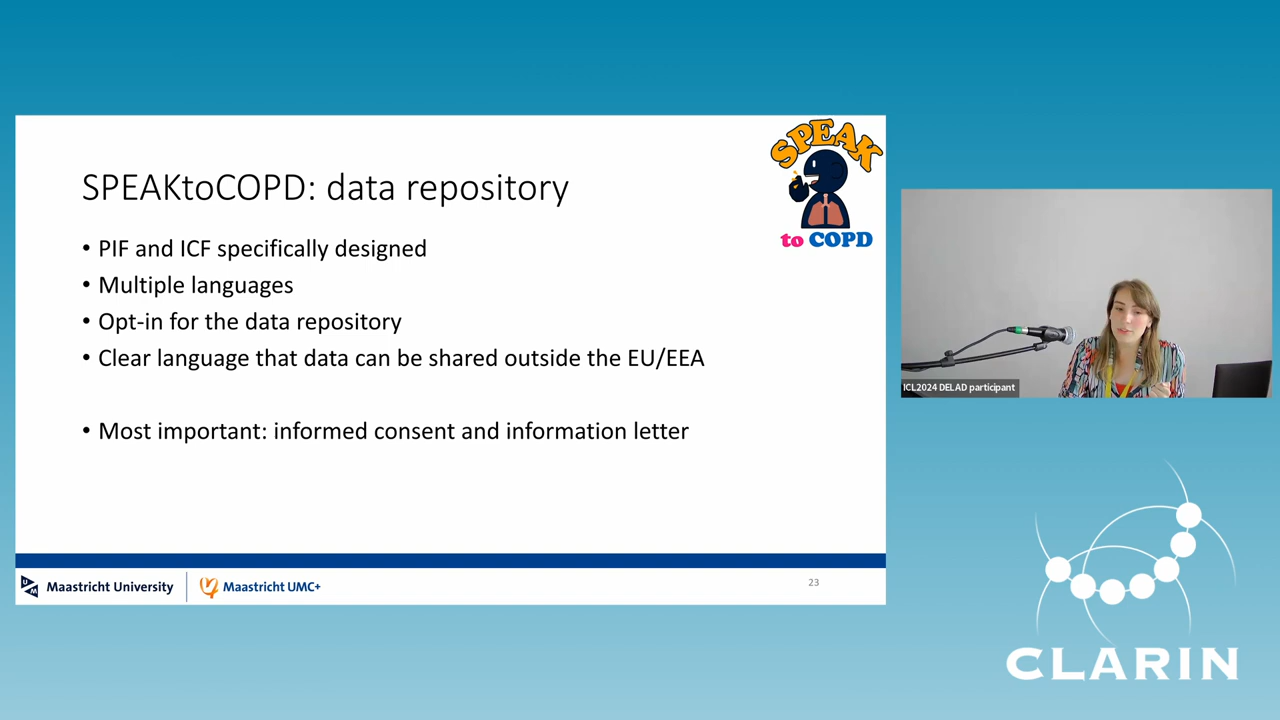 SPEAK
to COPD
SPEAKtoCOPD: data repository
• PIF and ICF specifically designed
• Multiple languages
• Opt-in for the data repository
• Clear language that data can be shared outside the EU/EEA
• Most important: informed consent and information letter
UM
Maastricht University
Maastricht UMC+
23
ICL2024 DELAD participant
CLARIN